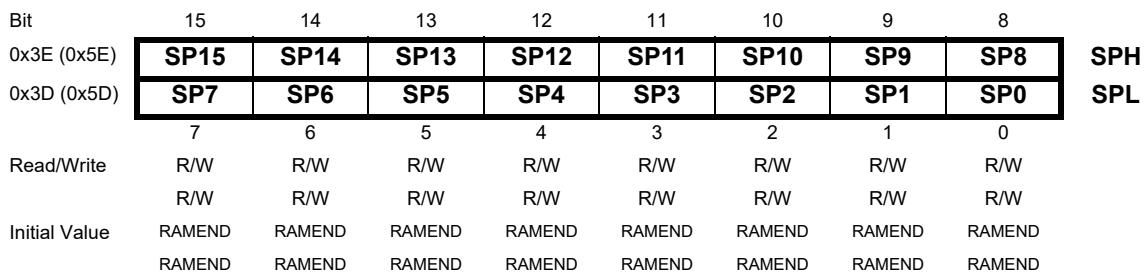 Bit 15 14 13 12 11 10 9 8
0x3E (0x5E) SP15 SP14 SP13 SP12 SP11 SP10 SP9 SP8 SPH
0x3D (0x5D) SP7 SP6 SP5 SP4 SP3 SP2 SP1 SP0 SPL
7 6 5 4 3 2 1 0
Read/Write R/W R/W R/W R/W R/W R/W R/W R/W
R/W R/W R/W R/W R/W R/W R/W R/W
Initial Value RAMEND RAMEND RAMEND RAMEND RAMEND RAMEND RAMEND RAMEND
RAMEND RAMEND RAMEND RAMEND RAMEND RAMEND RAMEND RAMEND